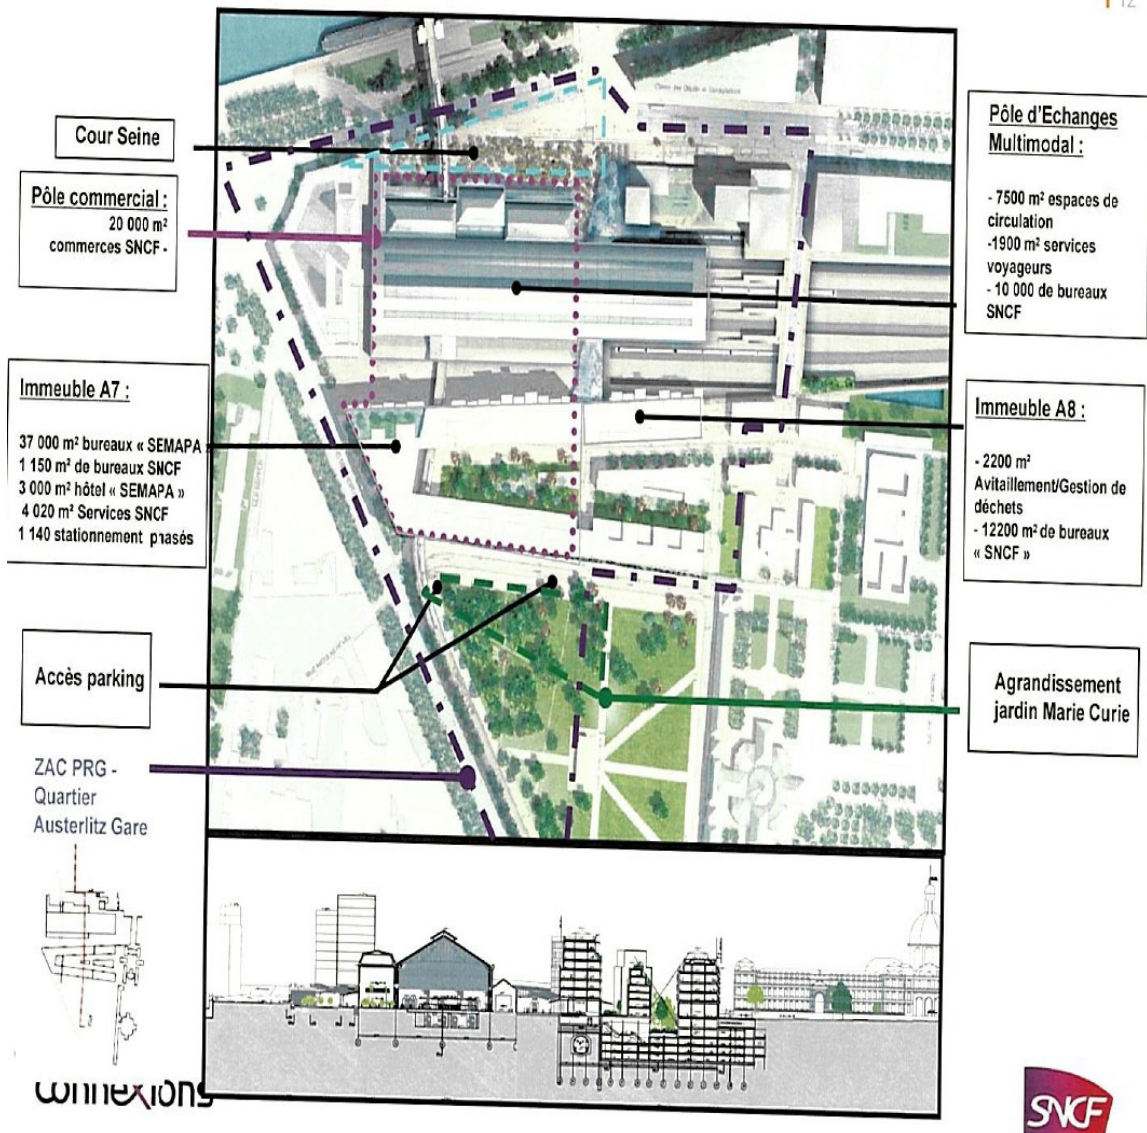 12
Cour Seine
Pôle commercial :
20 000 m²
commerces SNCF -
Immeuble A7 :
37 000 m² bureaux « SEMAPA
1 150 m² de bureaux SNCF
3 000 m² hôtel « SEMAPA »
4 020 m² Services SNCF
1 140 stationnement phasés
Accès parking
ZAC PRG -
Quartier
Austerlitz Gare
Pôle d'Echanges
Multimodal :
- 7500 m² espaces de
circulation
-1900 m² services
voyageurs
- 10 000 de bureaux
SNCF
Immeuble A8 :
- 2200 m²
Avitaillement/Gestion de
déchets
- 12200 m² de bureaux
« SNCF »
Agrandissement
jardin Marie Curie
connexions
SNCF